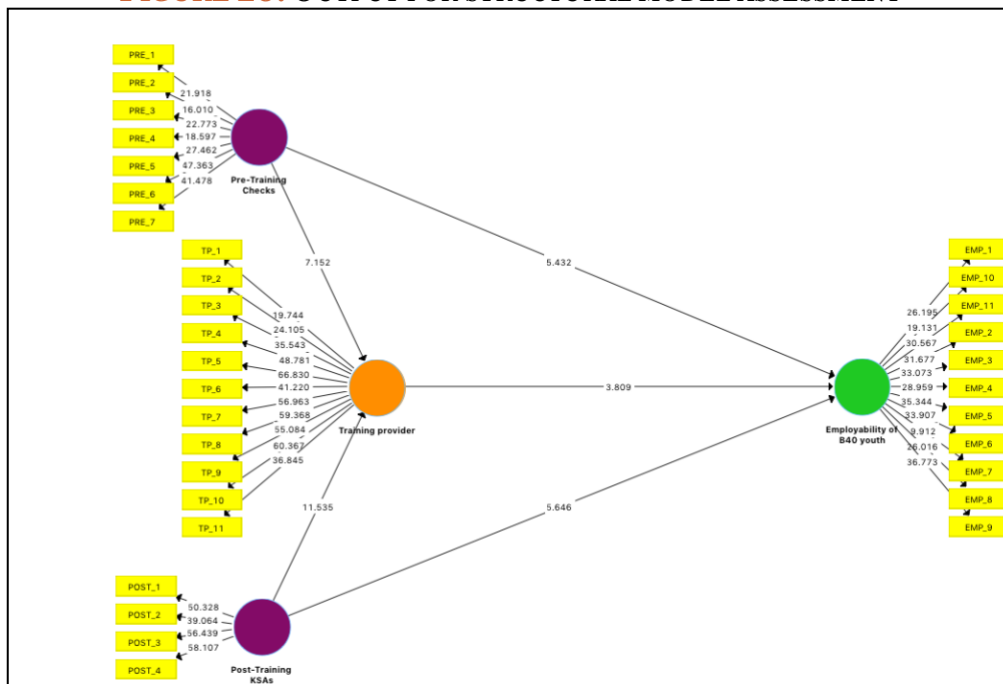 PRE_1
PRE_2
PRE_3
PRE_4
PRE_5
PRE_6
PRE_7
21.918
16.010
22.773
18.597
27.462
47.363
41.478
Pre-Training
Checks
7.152
5.432
TP_1
TP_2
TP_3
TP_4
TP_5
TP_6
TP_7
TP_8
TP_9
TP_10
TP_11
19.744
24.105
35.543
48.781
66.830
41.220
56.963
59.368
55.084
60.367
36.845
Training provider
3.809
EMP_1
EMP_10
EMP_11
EMP_2
EMP_3
EMP_4
EMP_5
EMP_6
EMP_7
EMP_8
EMP_9
26.195
19.131
30.567
31.677
33.073
28.959
35.344
33.907
9.912
26.016
36.773
Employability of
B40 youth
11.535
5.646
POST_1
POST_2
POST_3
POST_4
50.328
39.064
56.439
58.107
Post-Training
KSAs